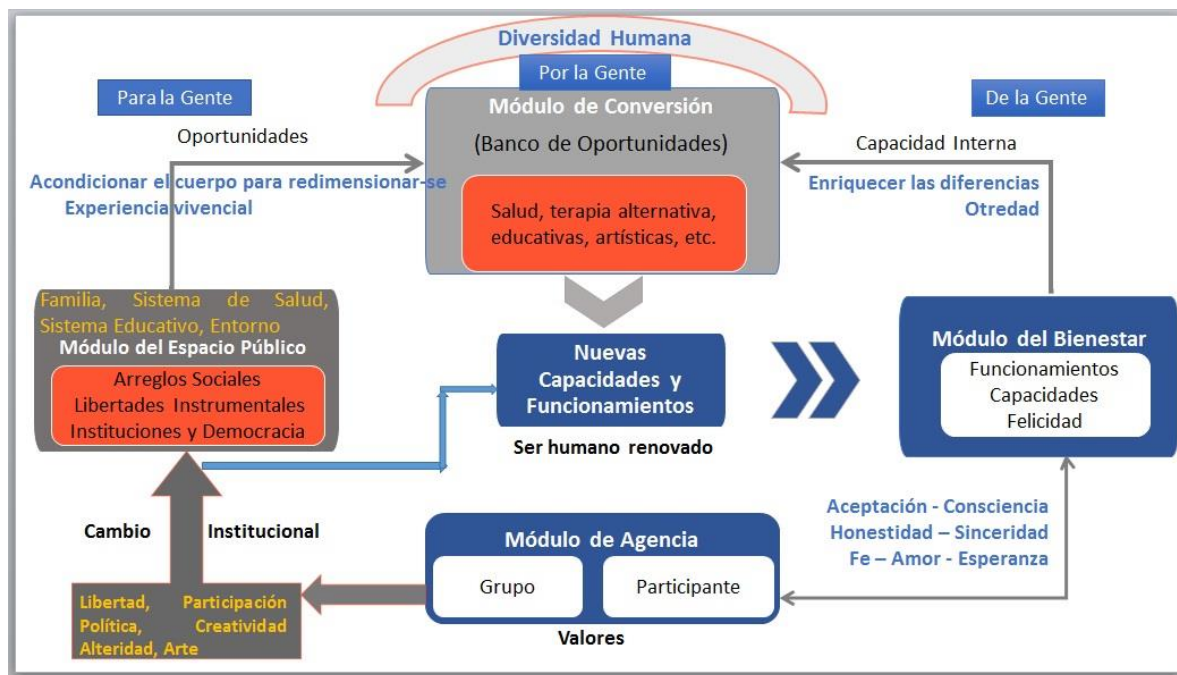 Diversidad Humana
Para la Gente
Por la Gente
De la Gente
Módulo de Conversión
(Banco de Oportunidades)
Salud, terapia alternativa,
educativas, artísticas, etc.
Oportunidades
Acondicionar el cuerpo para redimensionar-se
Experiencia vivencial
Capacidad Interna
Enriquecer las diferencias
Otredad
Familia, Sistema de Salud,
Sistema Educativo, Entorno
Módulo del Espacio Público
Arreglos Sociales
Libertades Instrumentales
Instituciones y Democracia
Nuevas
Capacidades y
Funcionamientos
Ser humano renovado
Módulo del Bienestar
Funcionamientos
Capacidades
Felicidad
Cambio Institucional
Módulo de Agencia
Grupo
Participante
Valores
Aceptación - Consciencia
Honestidad – Sinceridad
Fe – Amor - Esperanza
Libertad, Participación
Política, Creatividad
Alteridad, Arte